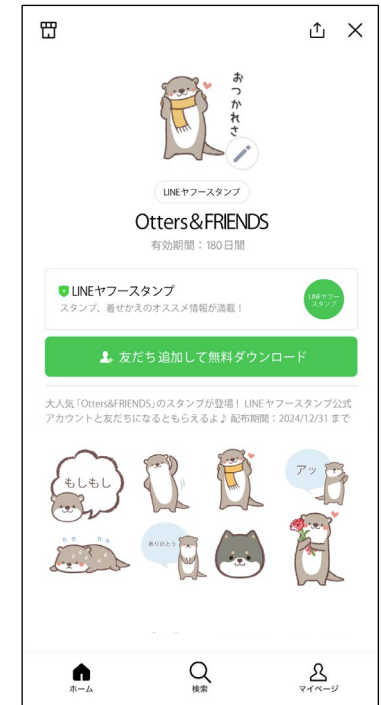 おつかれさ
LINEヤフースタンプ
Otters&FRIENDS
有効期間：180日間
LINEヤフースタンプ
スタンプ、着せかえのオススメ情報が満載！
LINEヤフー
スタンプ
友だち追加して無料ダウンロード
大人気「Otters&FRIENDS」のスタンプが登場！ LINEヤフースタンプ公式
アカウントと友だちになるともらえるよ♪ 配布期間：2024/12/31まで
もしもし
アッ
ありがとう
ホーム
検索
マイページ